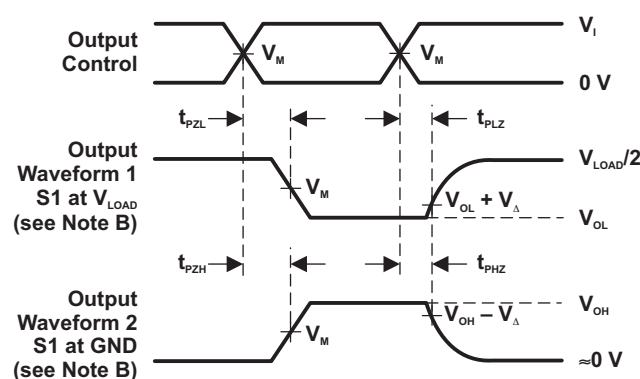 Output
Control
V_M
V_M
V_I
0 V
t_PZL
t_PLZ
Output
Waveform 1
S1 at V_LOAD
(see Note B)
V_M
V_LOAD/2
V_OL + V_Δ
V_OL
t_PZH
t_PHZ
Output
Waveform 2
S1 at GND
(see Note B)
V_M
V_OH
V_OH – V_Δ
≈0 V